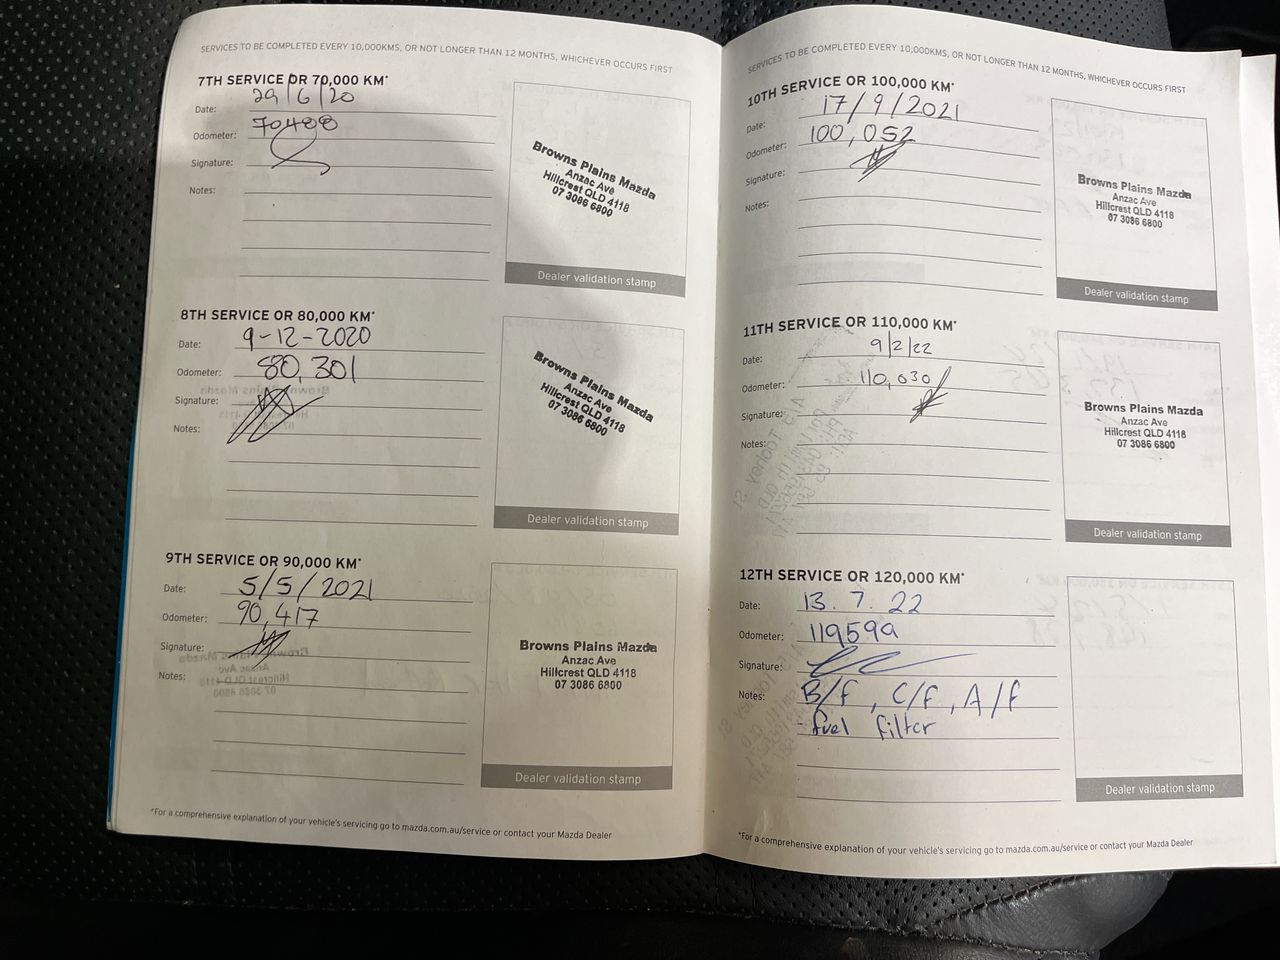 SERVICES TO BE COMPLETED EVERY 10,000KMS, OR NOT LONGER THAN 12 MONTHS, WHICHEVER OCCURS FIRST
7TH SERVICE OR 70,000 KM*
Date: 29/6/20
Odometer: 70488
Signature:
Notes:
Browns Plains Mazda
Anzac Ave
Hillcrest QLD 4118
07 3086 6800
Dealer validation stamp
8TH SERVICE OR 80,000 KM*
Date: 9-12-2020
Odometer: 80,301
Signature:
Notes:
Browns Plains Mazda
Anzac Ave
Hillcrest QLD 4118
07 3086 6800
Dealer validation stamp
9TH SERVICE OR 90,000 KM*
Date: 5/5/2021
Odometer: 90,417
Signature:
Notes:
Browns Plains Mazda
Anzac Ave
Hillcrest QLD 4118
07 3086 6800
Dealer validation stamp
*For a comprehensive explanation of your vehicle's servicing go to mazda.com.au/service or contact your Mazda Dealer
SERVICES TO BE COMPLETED EVERY 10,000KMS, OR NOT LONGER THAN 12 MONTHS, WHICHEVER OCCURS FIRST
10TH SERVICE OR 100,000 KM*
Date: 17/9/2021
Odometer: 100,052
Signature:
Notes:
Browns Plains Mazda
Anzac Ave
Hillcrest QLD 4118
07 3086 6800
Dealer validation stamp
11TH SERVICE OR 110,000 KM*
Date: 9/2/22
Odometer: 110,030
Signature:
Notes:
Browns Plains Mazda
Anzac Ave
Hillcrest QLD 4118
07 3086 6800
Dealer validation stamp
12TH SERVICE OR 120,000 KM*
Date: 13.7.22
Odometer: 119599
Signature:
Notes: B/f, C/f, A/f
- fuel filter
Dealer validation stamp
*For a comprehensive explanation of your vehicle's servicing go to mazda.com.au/service or contact your Mazda Dealer